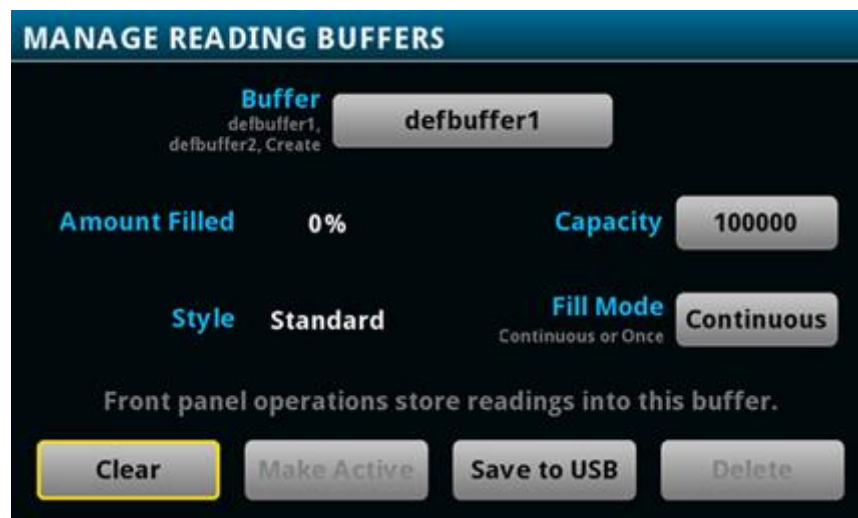 MANAGE READING BUFFERS
Buffer
defbuffer1,
defbuffer2, Create
defbuffer1
Amount Filled 0% Capacity 100000
Style Standard Fill Mode
Continuous or Once
Continuous
Front panel operations store readings into this buffer.
Clear Make Active Save to USB Delete